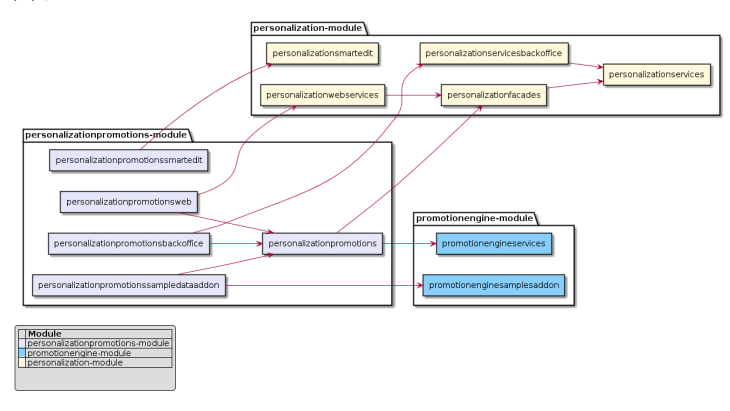 personalization-module
personalizationsmartedit
personalizationservicesbackoffice
personalizationservices
personalizationwebservices
personalizationfacades
personalizationpromotions-module
personalizationpromotionssmartedit
personalizationpromotionsweb
personalizationpromotionsbackoffice
personalizationpromotions
personalizationpromotionssampledataaddon
promotionengine-module
promotionengineservices
promotionenginesamplesaddon
Module
personalizationpromotions-module
promotionengine-module
personalization-module